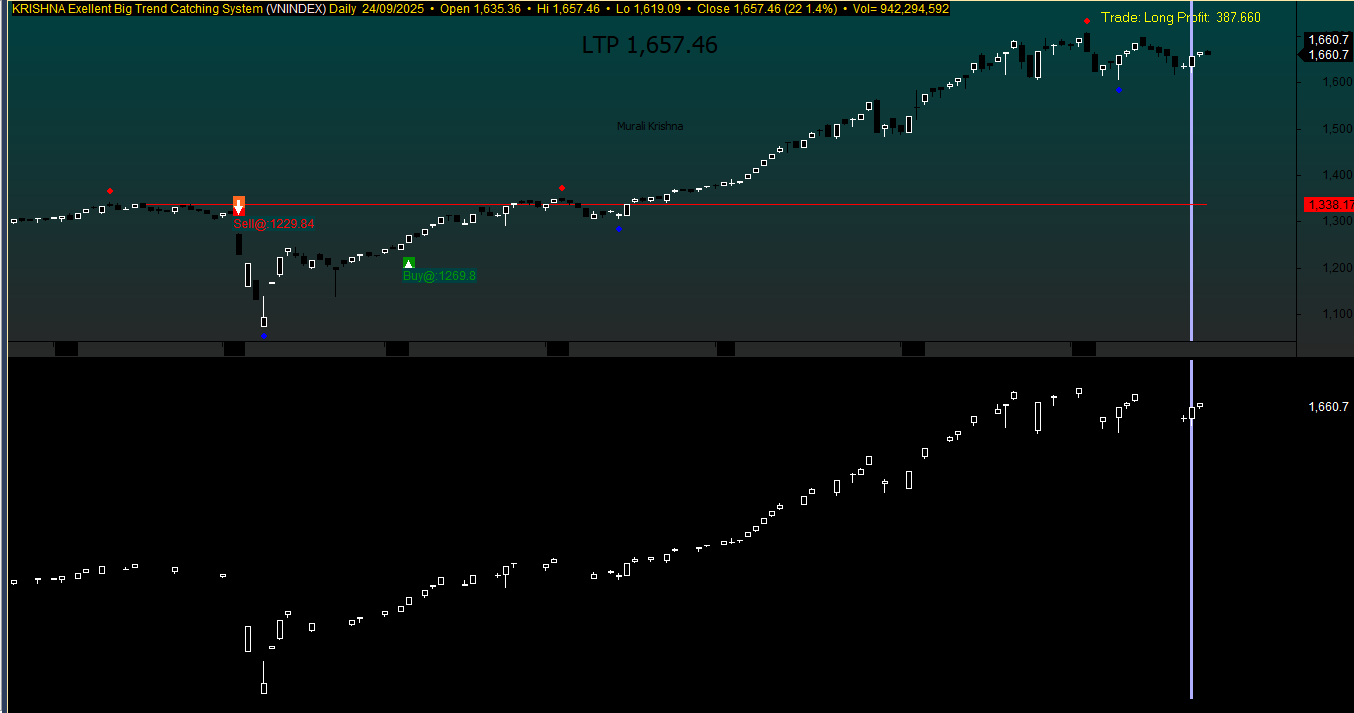 KRISHNA Exellent Big Trend Catching System (VNINDEX) Daily 24/09/2025 • Open 1,635.36 • Hi 1,657.46 • Lo 1,619.09 • Close 1,657.46 (22 1.4%) • Vol= 942,294,592
Trade: Long Profit: 387.660
LTP 1,657.46
1,660.7
1,660.7
1,600
Murali Krishna
1,500
1,400
1,338.17
Sell@:1229.84
1,300
Buy@:1269.8
1,200
1,100
1,660.7